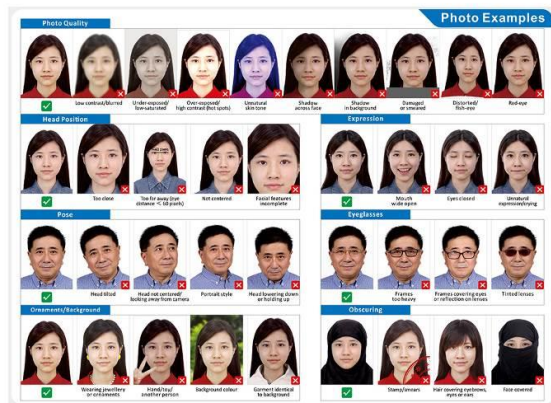 Photo Examples
Photo Quality
Low contrast/blurred
Under-exposed/
low-saturated
Over-exposed/
high contrast (hot spots)
Unnatural
skin tone
Shadow
across face
Shadow
in background
Damaged
or smeared
Distorted/
fish-eye
Red-eye
Head Position
Too close
Too far away (eye
distance < 60 pixels)
Not centered
Facial features
incomplete
Expression
Mouth
wide open
Eyes closed
Unnatural
expression/crying
Pose
Head tilted
Head not centered/
looking away from camera
Portrait style
Head lowering down
or holding up
Eyeglasses
Frames
too heavy
Frames covering eyes
or reflection on lenses
Tinted lenses
Ornaments/Background
Wearing jewellery
or ornaments
Hand/toy/
another person
Background colour
Garment identical
to background
Obscuring
Stamp/smears
Hair covering eyebrows,
eyes or ears
Face covered